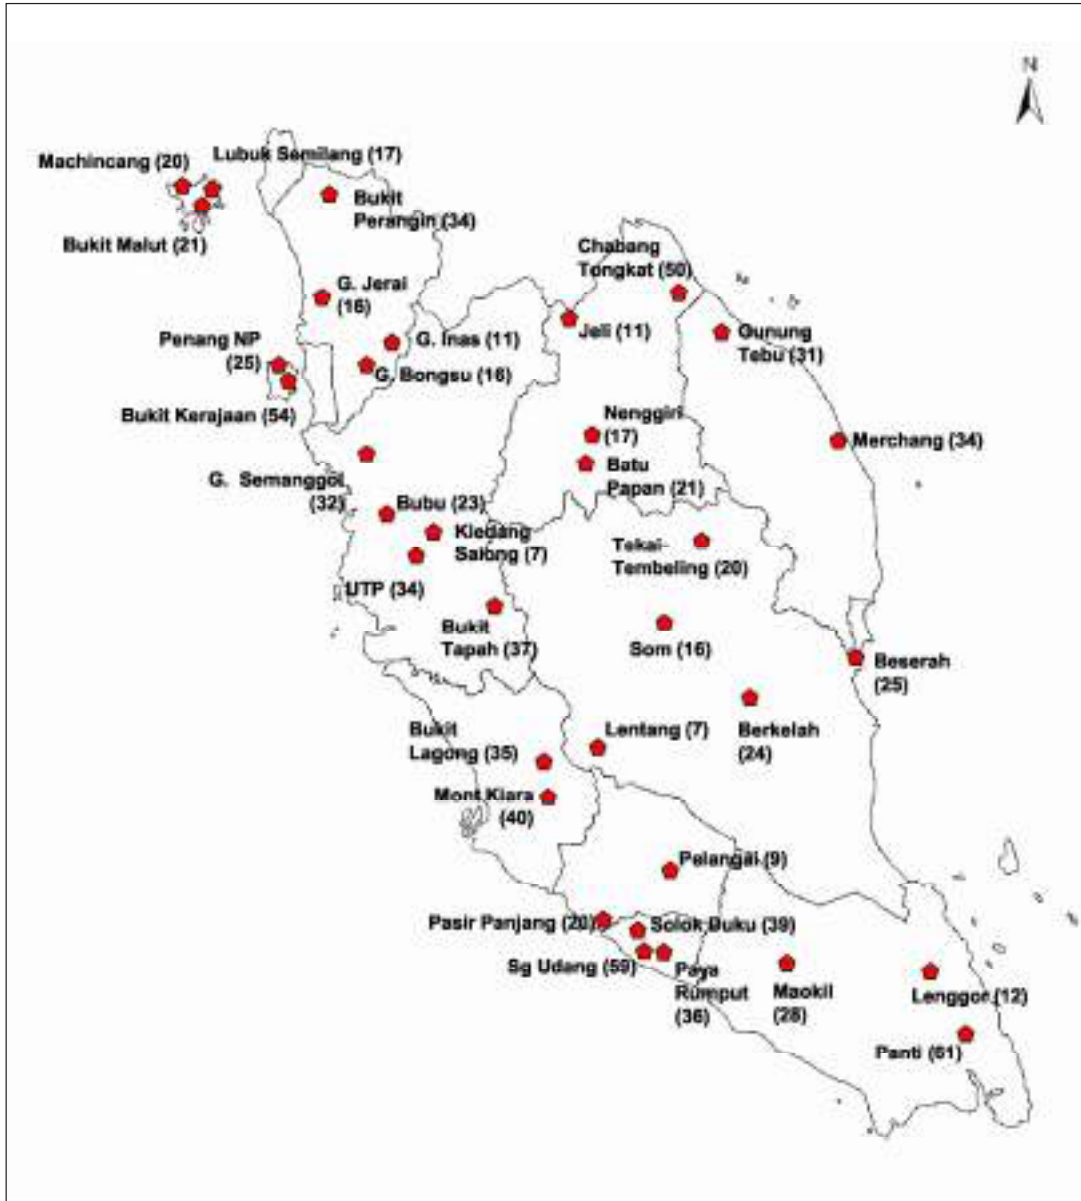 N
Machincang (20)
Lubuk Semilang (17)
Bukit
Perangin (34)
Bukit Malut (21)
Chabang
Tongkat (50)
G. Jerai
(16)
Jeli (11)
Gunung
Tebu (31)
Penang NP
(25)
G. Inas (11)
G. Bongsu (16)
Bukit Kerajaan (54)
Nenggiri
(17)
Merchang (34)
Batu
Papan (21)
G. Semanggol
(32)
Bubu (23)
Kledang
Saiong (7)
Tekai
Tembeling (20)
UTP (34)
Bukit
Tapah (37)
Som (16)
Beserah
(25)
Bukit
Lagong (35)
Lentang (7)
Berkelah
(24)
Mont Kiara
(40)
Pelangai (9)
Pasir Panjang (20)
Solok Buku (39)
Sg Udang (59)
Paya
Rumput
(36)
Maokil
(28)
Lenggor (12)
Panti (61)